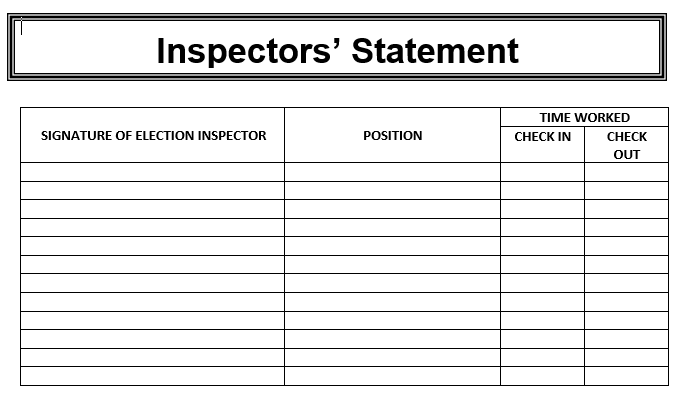 Inspectors’ Statement
SIGNATURE OF ELECTION INSPECTOR
POSITION
TIME WORKED
CHECK IN
CHECK
OUT